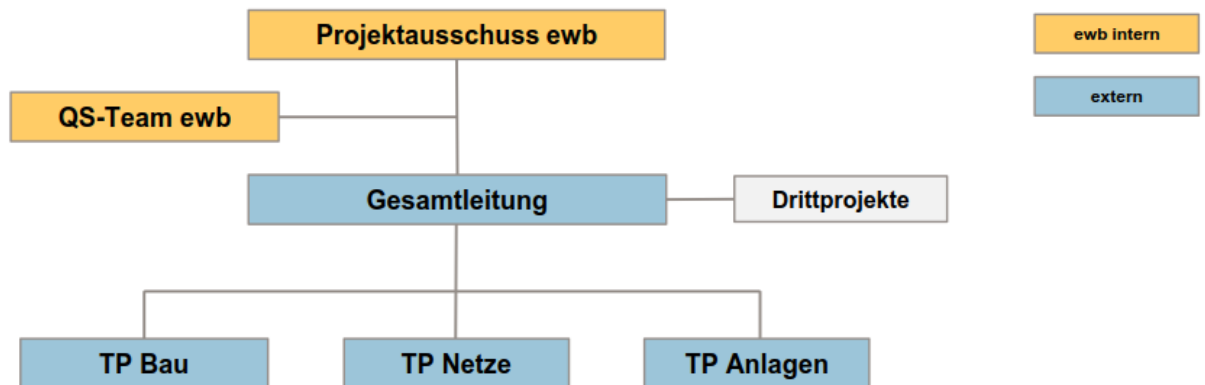 Projektausschuss ewb
ewb intern
extern
QS-Team ewb
Gesamtleitung
Drittprojekte
TP Bau
TP Netze
TP Anlagen